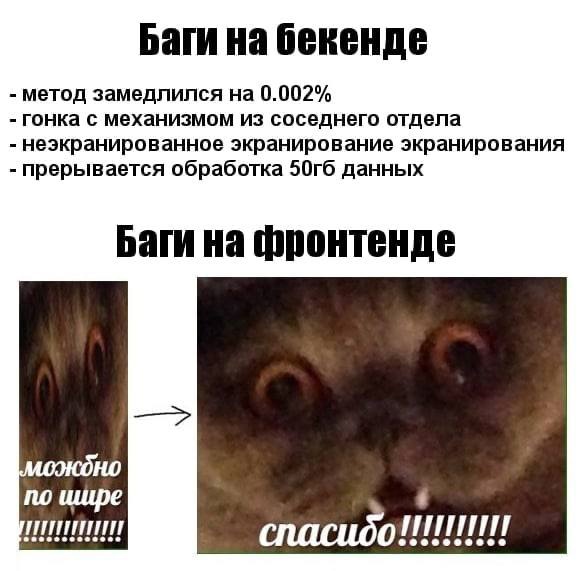 Баги на бекенде
- метод замедлился на 0.002%
- гонка с механизмом из соседнего отдела
- неэкранированное экранирование экранирования
- прерывается обработка 50гб данных
Баги на фронтенде
можбно
по шире
!!!!!!!!!!!!!!
спасибо!!!!!!!!!!